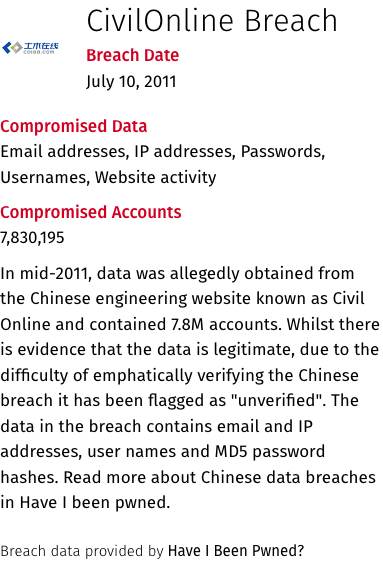 CivilOnline Breach
土木在线
co188.com
Breach Date
July 10, 2011
Compromised Data
Email addresses, IP addresses, Passwords,
Usernames, Website activity
Compromised Accounts
7,830,195
In mid-2011, data was allegedly obtained from
the Chinese engineering website known as Civil
Online and contained 7.8M accounts. Whilst there
is evidence that the data is legitimate, due to the
difficulty of emphatically verifying the Chinese
breach it has been flagged as "unverified". The
data in the breach contains email and IP
addresses, user names and MD5 password
hashes. Read more about Chinese data breaches
in Have I been pwned.
Breach data provided by Have I Been Pwned?